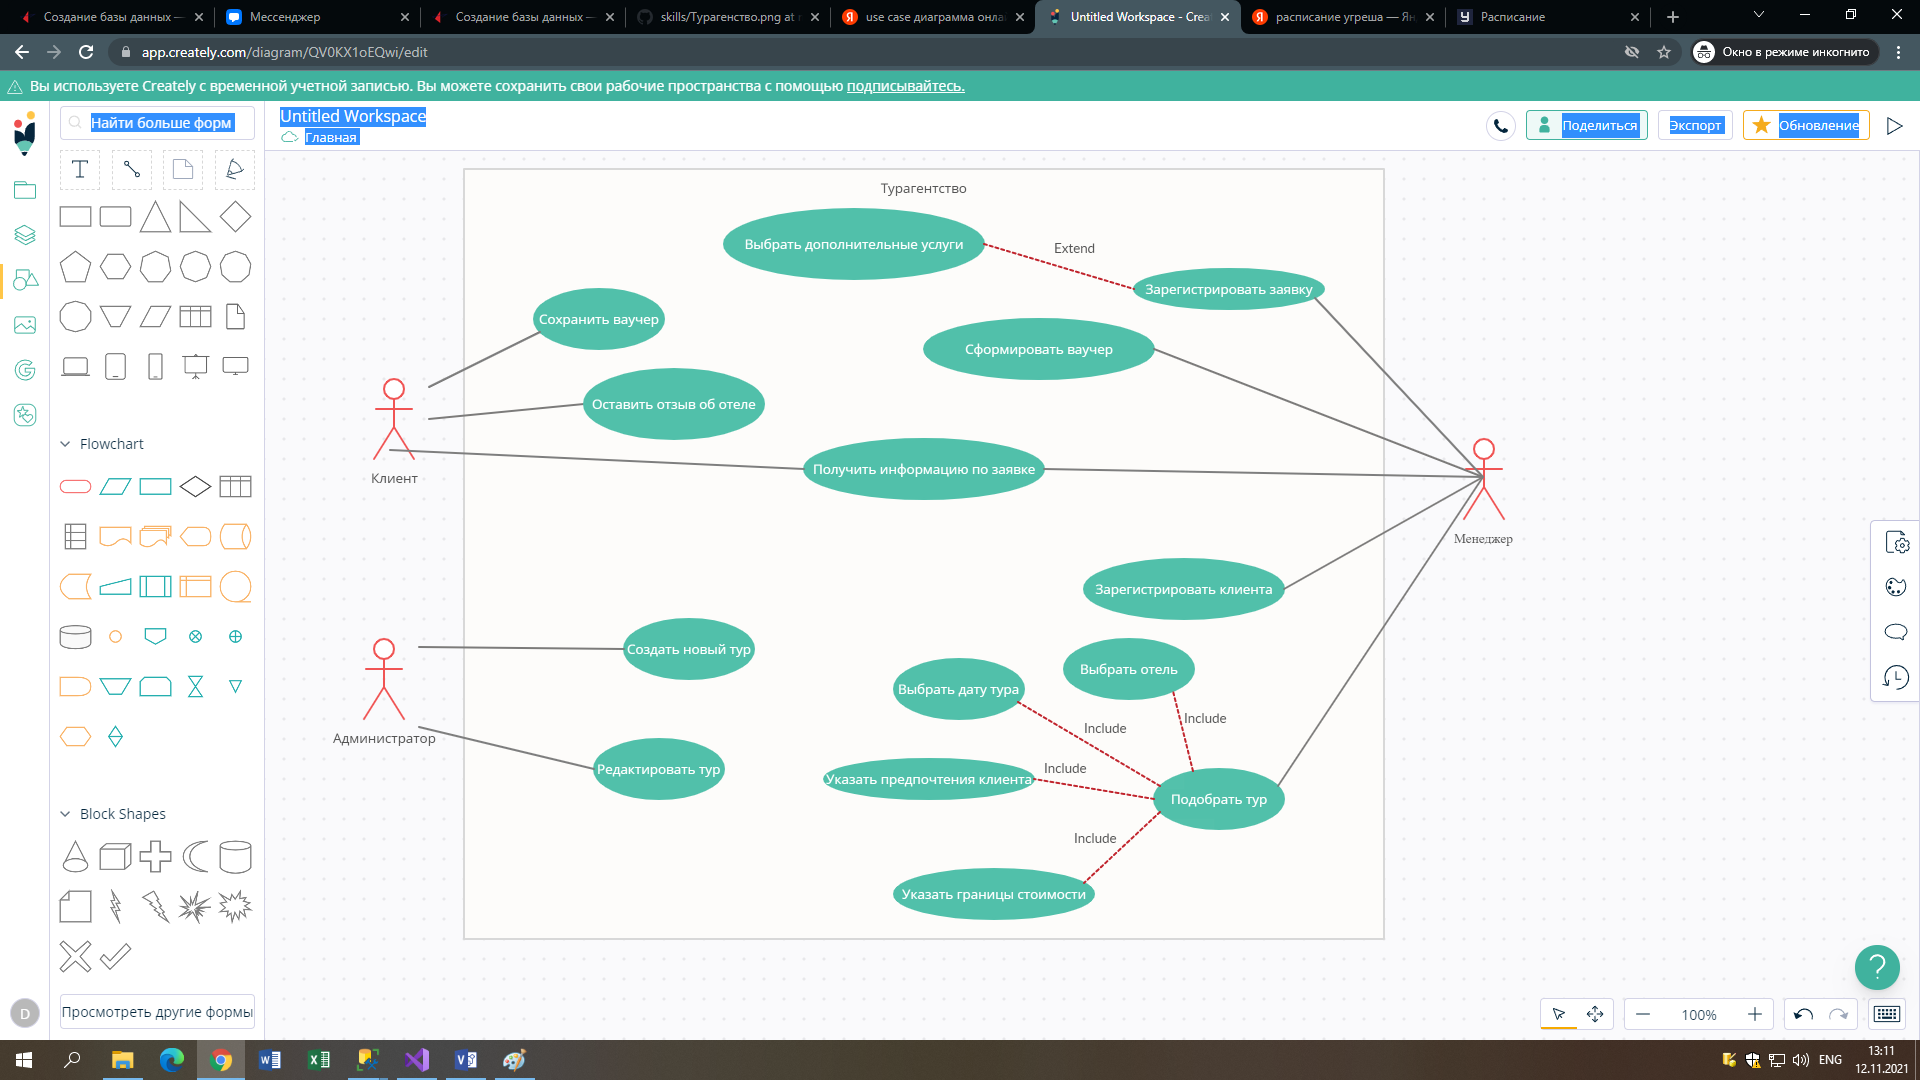 Создание базы данных —
Мессенджер
Создание базы данных —
skills/Турагенство.png at
use case диаграмма онла
Untitled Workspace - Crea
расписание угреша — Ян
Расписание
app.creately.com/diagram/QV0KX1oEQwi/edit
Окно в режиме инкогнито
Вы используете Creately с временной учетной записью. Вы можете сохранить свои рабочие пространства с помощью подписывайтесь.
Найти больше форм
Untitled Workspace
Главная
Поделиться
Экспорт
Обновление
Flowchart
Block Shapes
Просмотреть другие формы
D
Турагентство
Выбрать дополнительные услуги
Extend
Зарегистрировать заявку
Сохранить ваучер
Сформировать ваучер
Оставить отзыв об отеле
Клиент
Получить информацию по заявке
Менеджер
Зарегистрировать клиента
Создать новый тур
Выбрать отель
Выбрать дату тура
Include
Include
Администратор
Редактировать тур
Указать предпочтения клиента
Include
Подобрать тур
Include
Указать границы стоимости
?
100%
ENG
13:11
12.11.2021